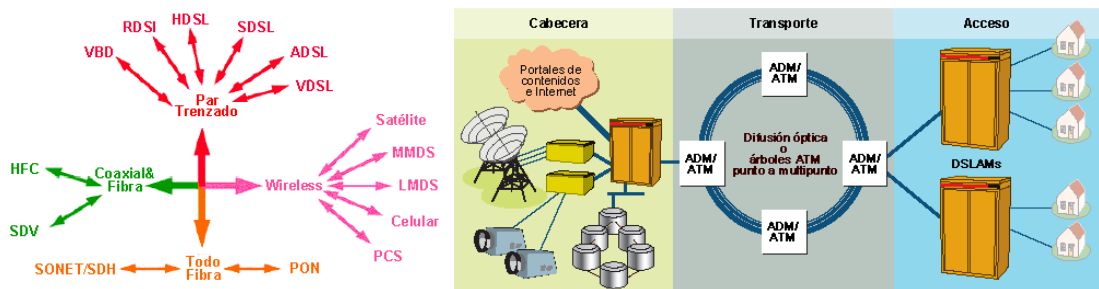 VBD
RDSI
HDSL
SDSL
ADSL
VDSL
Par
Trenzado
HFC
SDV
Coaxial&
Fibra
Wireless
Satélite
MMDS
LMDS
Celular
PCS
SONET/SDH
Todo
Fibra
PON
Cabecera
Transporte
Acceso
Portales de
contenidos
e Internet
ADM/
ATM
ADM/
ATM
Difusión óptica
o
árboles ATM
punto a multipunto
ADM/
ATM
ADM/
ATM
DSLAMs